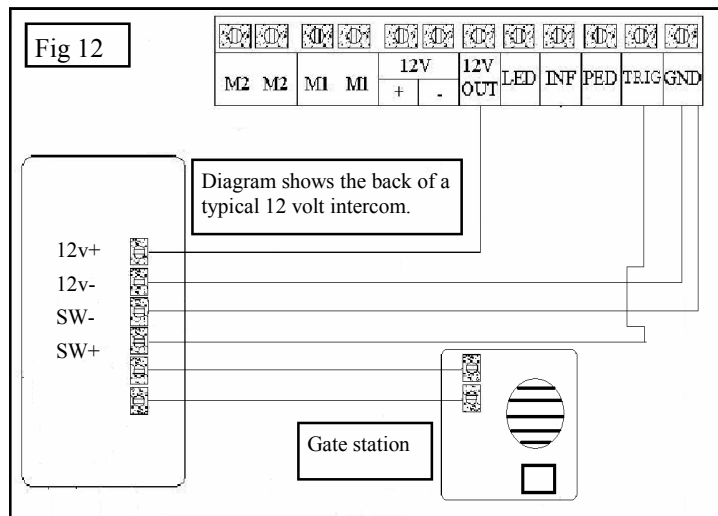 Fig 12
M2 M2 M1 M1 12V + - 12V OUT LED INF PED TRIG GND
Diagram shows the back of a
typical 12 volt intercom.
12v+
12v-
SW-
SW+
Gate station